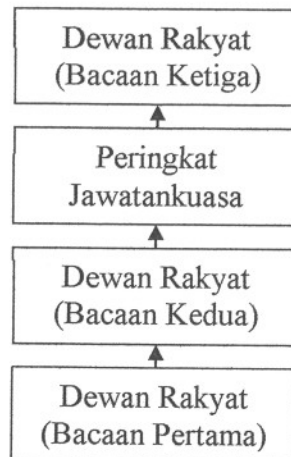 Dewan Rakyat
(Bacaan Ketiga)
Peringkat
Jawatankuasa
Dewan Rakyat
(Bacaan Kedua)
Dewan Rakyat
(Bacaan Pertama)